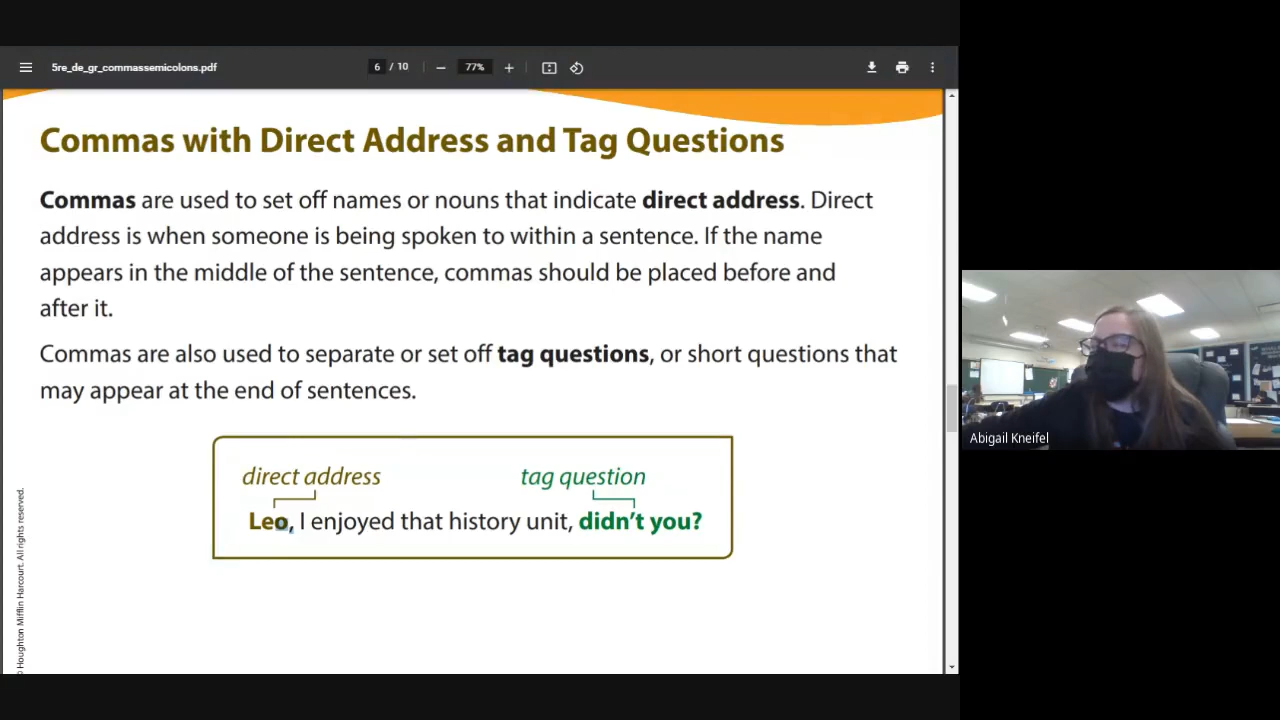 5re_de_gr_commassemicolons.pdf
6 / 10
77%
Commas with Direct Address and Tag Questions
Commas are used to set off names or nouns that indicate direct address. Direct
address is when someone is being spoken to within a sentence. If the name
appears in the middle of the sentence, commas should be placed before and
after it.
Commas are also used to separate or set off tag questions, or short questions that
may appear at the end of sentences.
direct address
tag question
Leo, I enjoyed that history unit, didn’t you?
Houghton Mifflin Harcourt. All rights reserved.
Abigail Kneifel